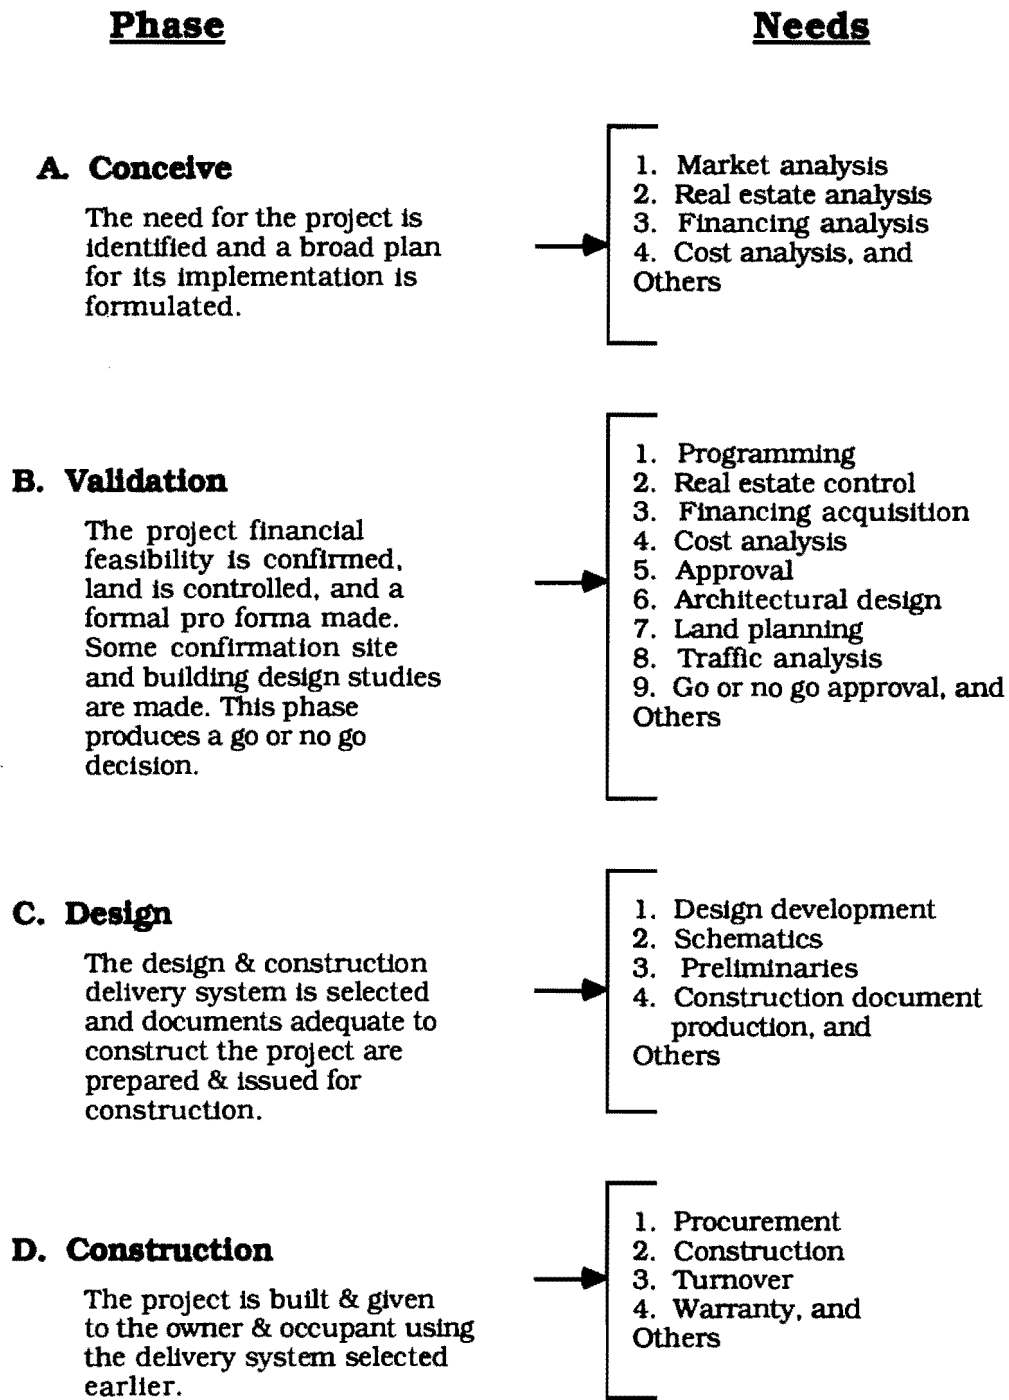 Phase
Needs
A. Conceive
The need for the project is
identified and a broad plan
for its implementation is
formulated.
1. Market analysis
2. Real estate analysis
3. Financing analysis
4. Cost analysis, and
Others
B. Validation
The project financial
feasibility is confirmed,
land is controlled, and a
formal pro forma made.
Some confirmation site
and building design studies
are made. This phase
produces a go or no go
decision.
1. Programming
2. Real estate control
3. Financing acquisition
4. Cost analysis
5. Approval
6. Architectural design
7. Land planning
8. Traffic analysis
9. Go or no go approval, and
Others
C. Design
The design & construction
delivery system is selected
and documents adequate to
construct the project are
prepared & issued for
construction.
1. Design development
2. Schematics
3. Preliminaries
4. Construction document
production, and
Others
D. Construction
The project is built & given
to the owner & occupant using
the delivery system selected
earlier.
1. Procurement
2. Construction
3. Turnover
4. Warranty, and
Others